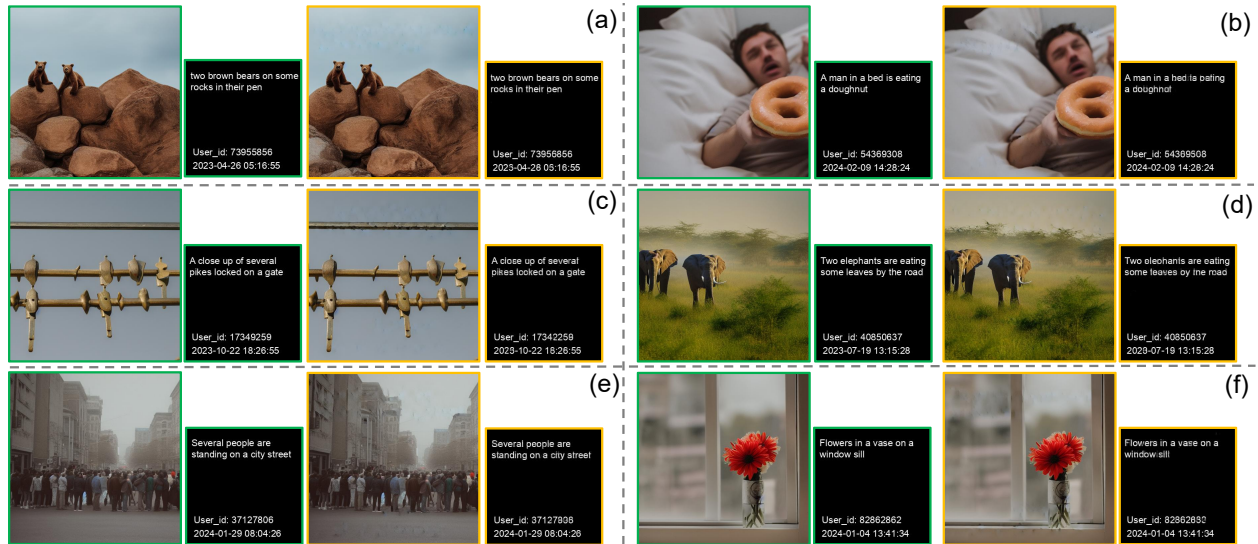 (a)
two brown bears on some
rocks in their pen
User_id: 73955856
2023-04-26 05:16:55
two brown bears on some
rocks in their pen
User_id: 73956856
2023-04-28 05:16:55
(b)
A man in a bed is eating
a doughnut
User_id: 54369308
2024-02-09 14:28:24
A man in a
a
User_id: 54369508
2024-02-09 14:28:24
(c)
A close up of several
pikes locked on a gate
User_id: 17349259
2023-10-22 18:26:55
A close up of several
pikes locked on a gate
User_id: 17342259
2023-10-22 18:26:55
(d)
Two elephants are eating
some leaves by the road
User_id: 40850637
2023-07-19 13:15:28
Two are eating
some leaves the road
User_id: 40850637
2023-07-19 13:15:28
(e)
Several people are
standing on a city street
User_id: 37127806
2024-01-29 08:04:26
Several people are
standing on a city street
User_id:
2024-01-29 08:04:26
(f)
Flowers in a vase on a
window sill
User_id: 82862862
2024-01-04 13:41:34
Flowers in a vase on a
window sill
User_id:
2024-01-04 13:41:34